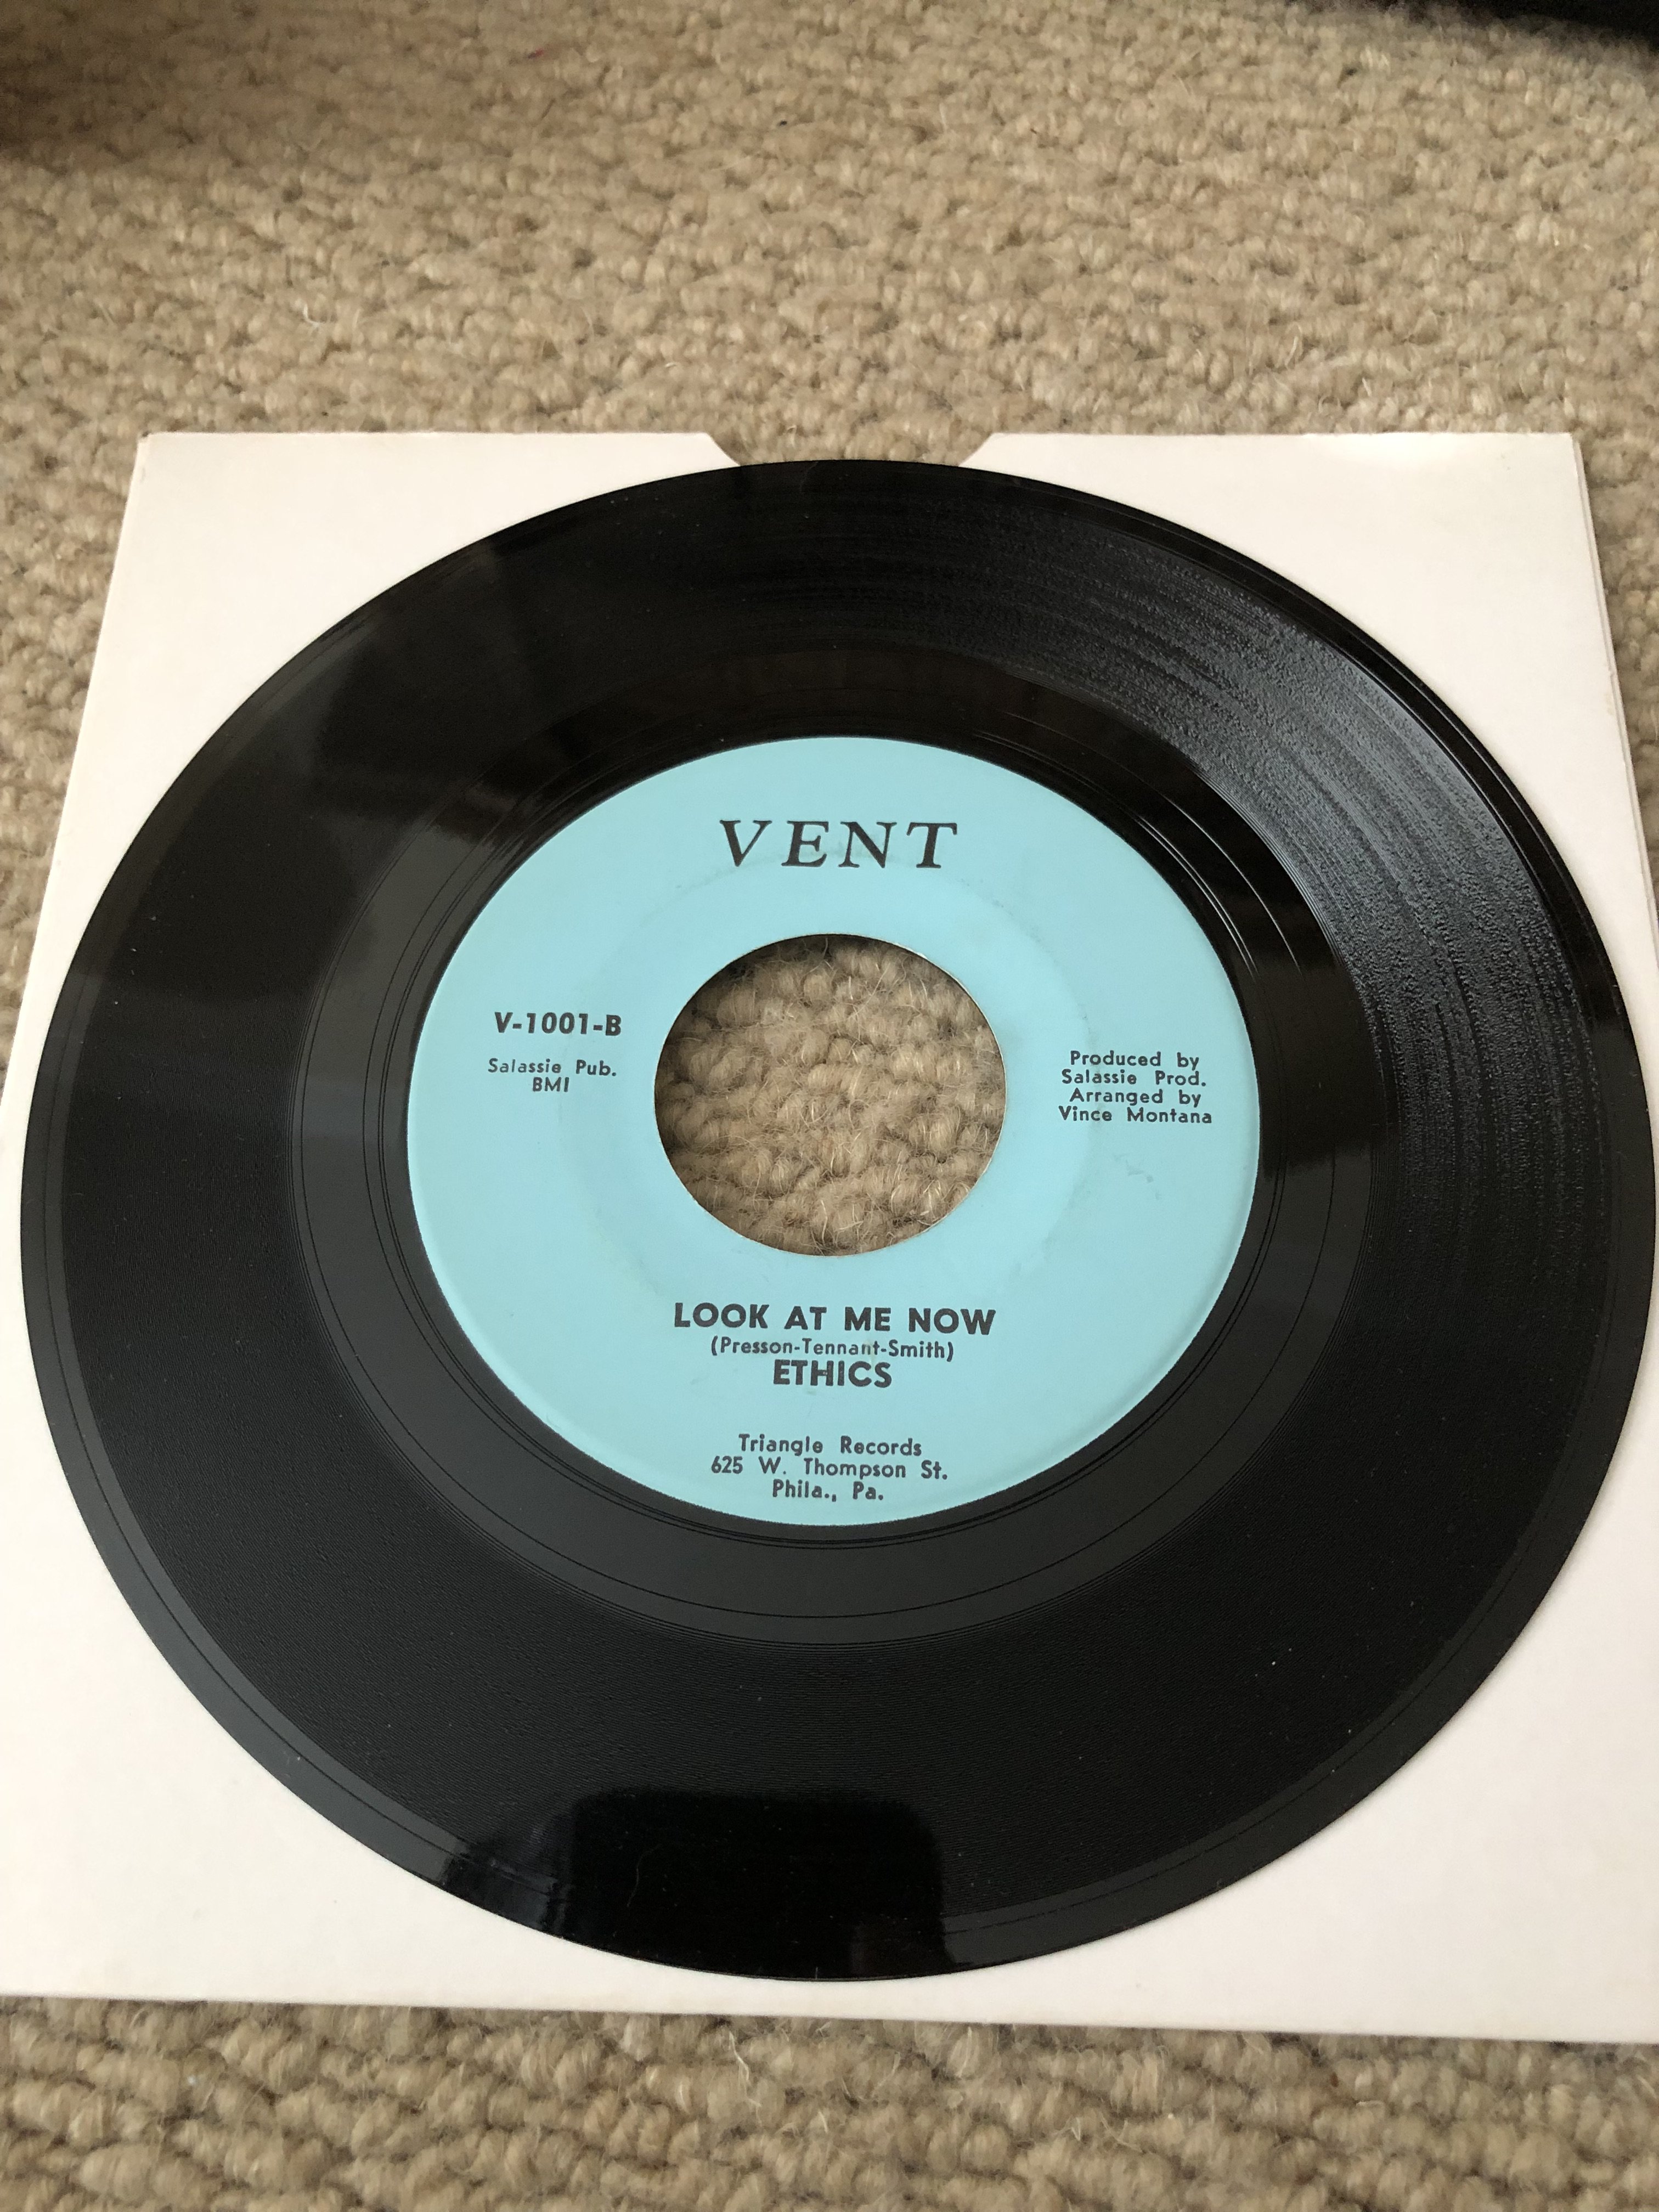 VENT
V-1001-B
Salassie Pub.
BMI
Produced by
Salassie Prod.
Arranged by
Vince Montana
LOOK AT ME NOW
(Presson-Tennant-Smith)
ETHICS
Triangle Records
625 W. Thompson St.
Phila., Pa.